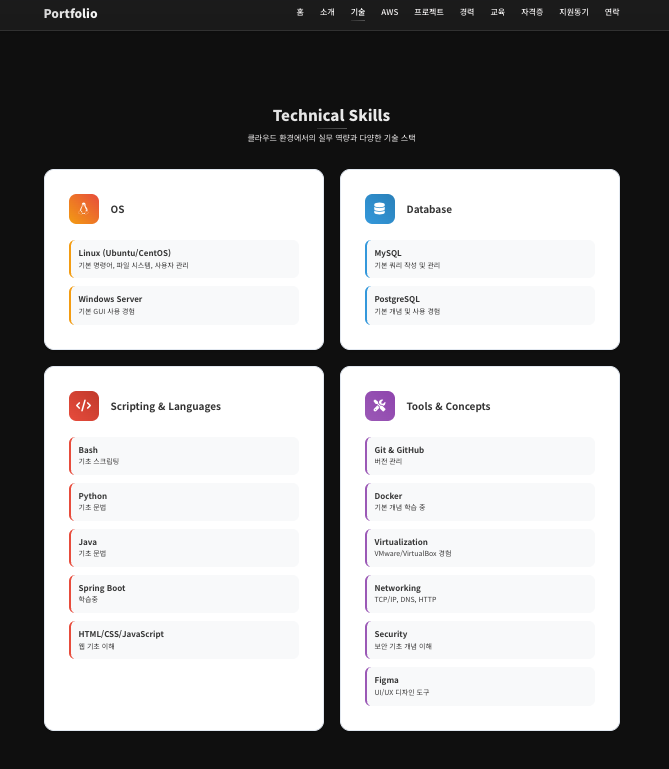 Portfolio
홈 소개 기술 AWS 프로젝트 경력 교육 자격증 지원동기 연락
Technical Skills
클라우드 환경에서의 실무 역량과 다양한 기술 스택
OS
Linux (Ubuntu/CentOS)
기본 명령어, 파일 시스템, 사용자 관리
Windows Server
기본 GUI 사용 경험
Database
MySQL
기본 쿼리 작성 및 관리
PostgreSQL
기본 개념 및 사용 경험
Scripting & Languages
Bash
기초 스크립팅
Python
기초 문법
Java
기초 문법
Spring Boot
학습중
HTML/CSS/JavaScript
웹 기초 이해
Tools & Concepts
Git & GitHub
버전 관리
Docker
기본 개념 학습 중
Virtualization
VMware/VirtualBox 경험
Networking
TCP/IP, DNS, HTTP
Security
보안 기초 개념 이해
Figma
UI/UX 디자인 도구